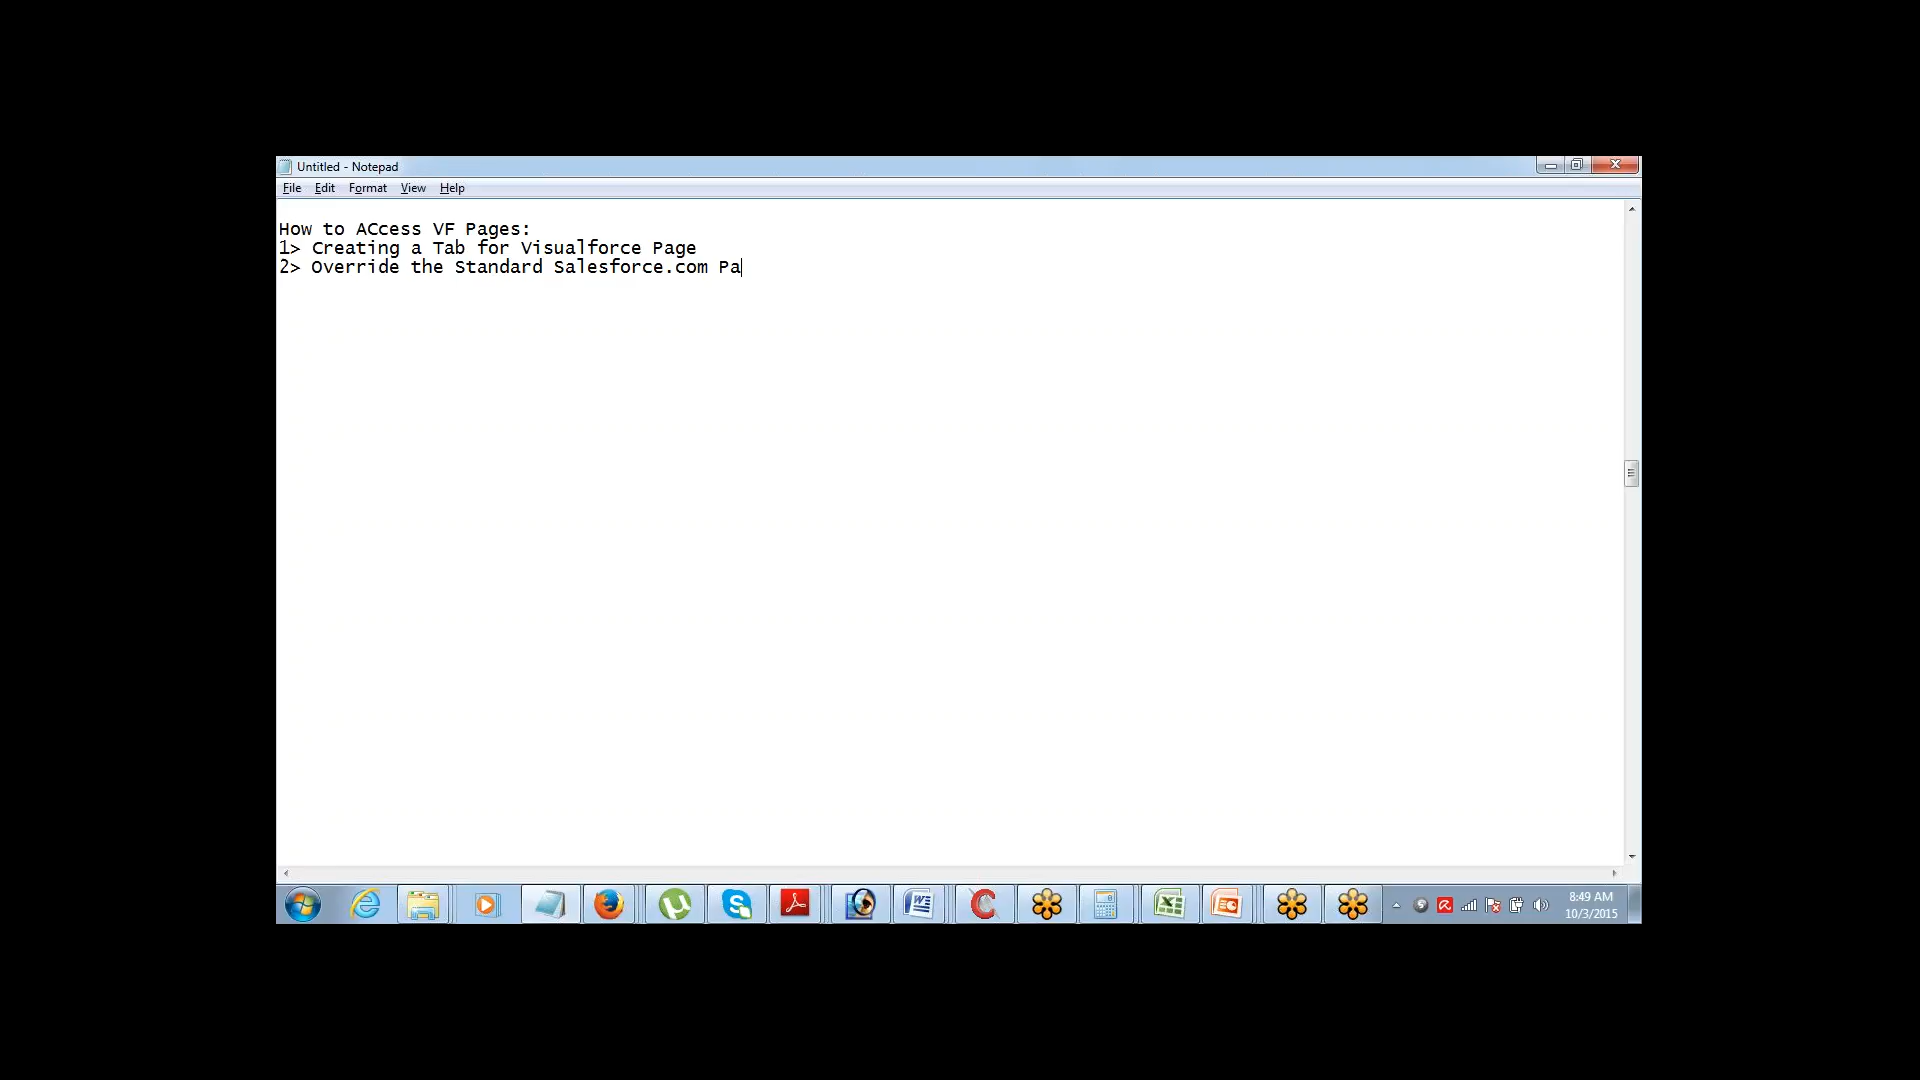 Untitled - Notepad
File Edit Format View Help
How to ACcess VF Pages:
1> Creating a Tab for Visualforce Page
2> Override the Standard Salesforce.com Pa
8:49 AM
10/3/2015